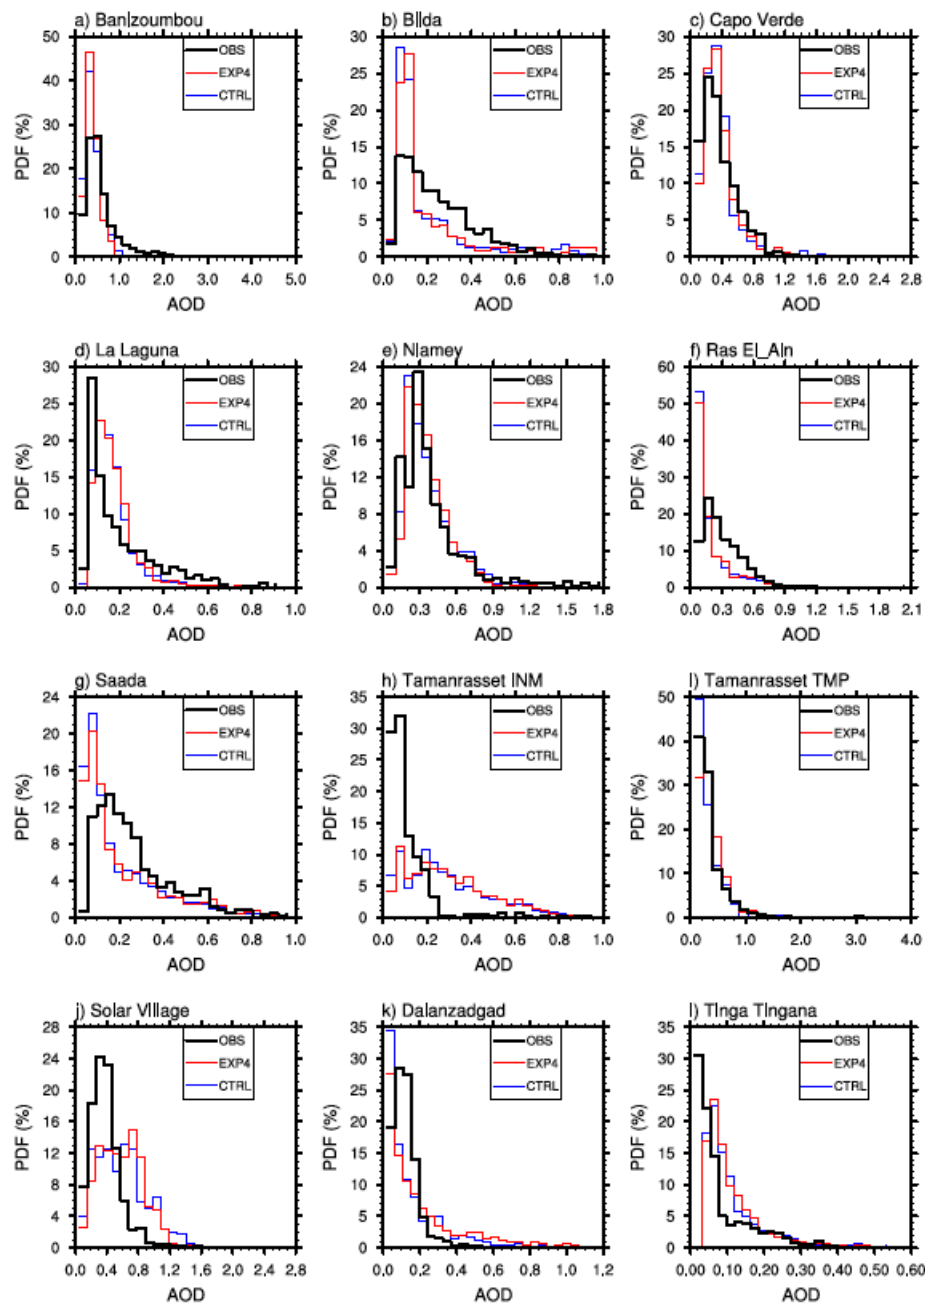 a) Banizoumbou
50
40
30
20
10
0
PDF (%)
OBS
EXP4
CTRL
0.0 1.0 2.0 3.0 4.0 5.0
AOD
b) Blida
30
25
20
15
10
5
0
PDF (%)
OBS
EXP4
CTRL
0.0 0.2 0.4 0.6 0.8 1.0
AOD
c) Capo Verde
30
25
20
15
10
5
0
PDF (%)
OBS
EXP4
CTRL
0.0 0.4 0.8 1.2 1.6 2.0 2.4 2.8
AOD
d) La Laguna
30
25
20
15
10
5
0
PDF (%)
OBS
EXP4
CTRL
0.0 0.2 0.4 0.6 0.8 1.0
AOD
e) Niamey
24
20
16
12
8
4
0
PDF (%)
OBS
EXP4
CTRL
0.0 0.3 0.6 0.9 1.2 1.5 1.8
AOD
f) Ras El_Ain
60
50
40
30
20
10
0
PDF (%)
OBS
EXP4
CTRL
0.0 0.3 0.6 0.9 1.2 1.5 1.8 2.1
AOD
g) Saada
24
20
16
12
8
4
0
PDF (%)
OBS
EXP4
CTRL
0.0 0.2 0.4 0.6 0.8 1.0
AOD
h) Tamanrasset INM
35
30
25
20
15
10
5
0
PDF (%)
OBS
EXP4
CTRL
0.0 0.2 0.4 0.6 0.8 1.0
AOD
i) Tamanrasset TMP
50
40
30
20
10
0
PDF (%)
OBS
EXP4
CTRL
0.0 1.0 2.0 3.0 4.0
AOD
j) Solar Village
28
24
20
16
12
8
4
0
PDF (%)
OBS
EXP4
CTRL
0.0 0.4 0.8 1.2 1.6 2.0 2.4 2.8
AOD
k) Dalanzadgad
35
30
25
20
15
10
5
0
PDF (%)
OBS
EXP4
CTRL
0.0 0.2 0.4 0.6 0.8 1.0 1.2
AOD
l) Tinga Tingana
35
30
25
20
15
10
5
0
PDF (%)
OBS
EXP4
CTRL
0.00 0.10 0.20 0.30 0.40 0.50 0.60
AOD